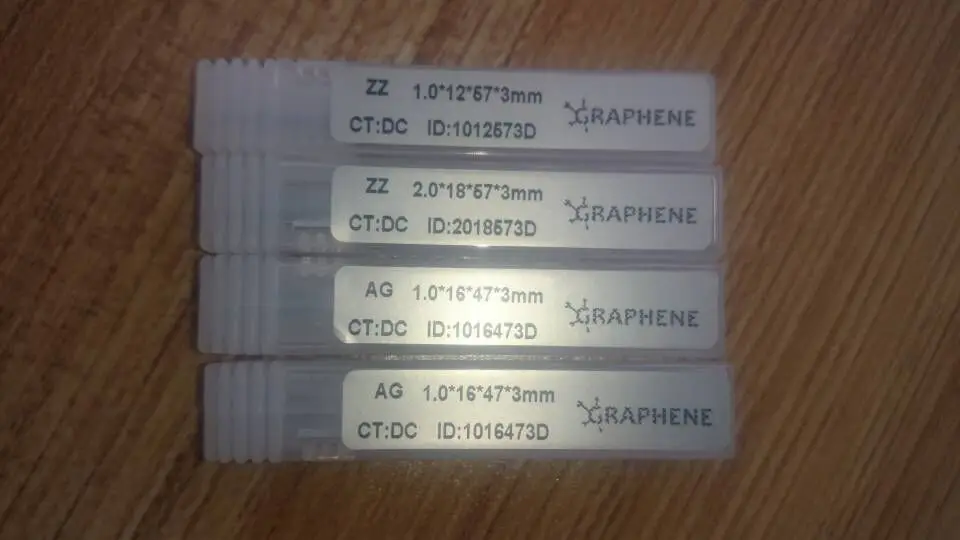 ZZ 1.0*12*57*3mm
CT:DC ID:1012573D
GRAPHENE
ZZ 2.0*18*57*3mm
CT:DC ID:2018573D
GRAPHENE
AG 1.0*16*47*3mm
CT:DC ID:1016473D
GRAPHENE
AG 1.0*16*47*3mm
CT:DC ID:1016473D
GRAPHENE